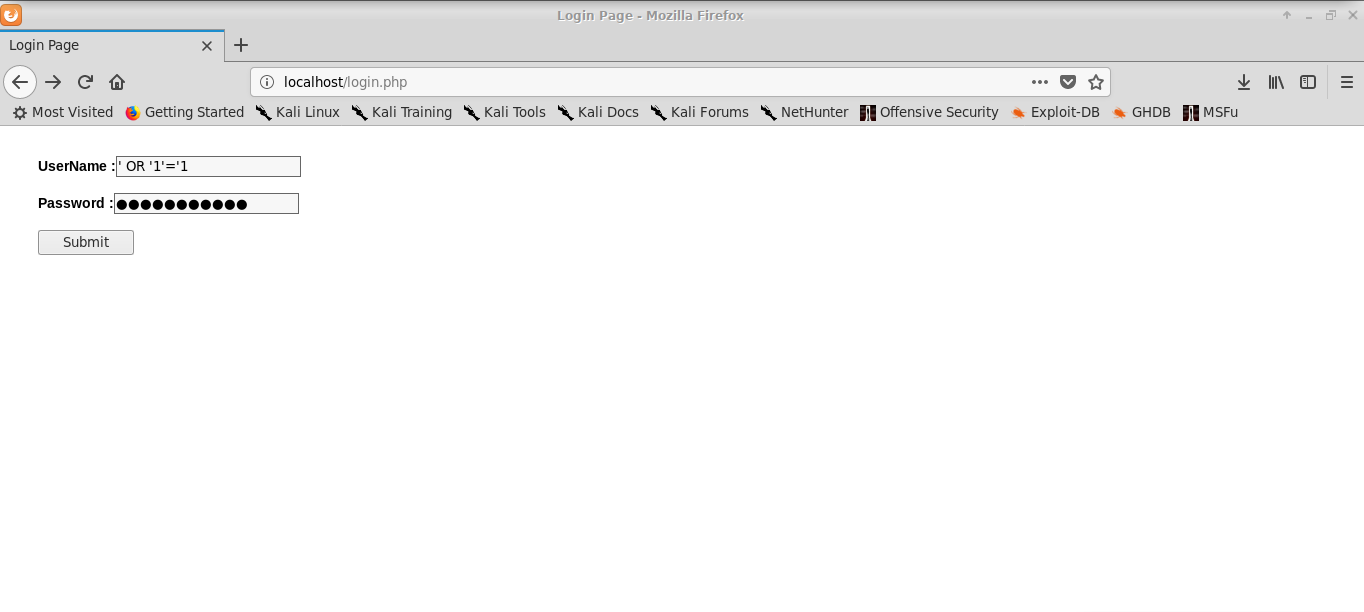 Login Page - Mozilla Firefox
Login Page
localhost/login.php
Most Visited Getting Started Kali Linux Kali Training Kali Tools Kali Docs Kali Forums NetHunter Offensive Security Exploit-DB GHDB MSFu
UserName :' OR '1'='1
Password :●●●●●●●●●●●
Submit